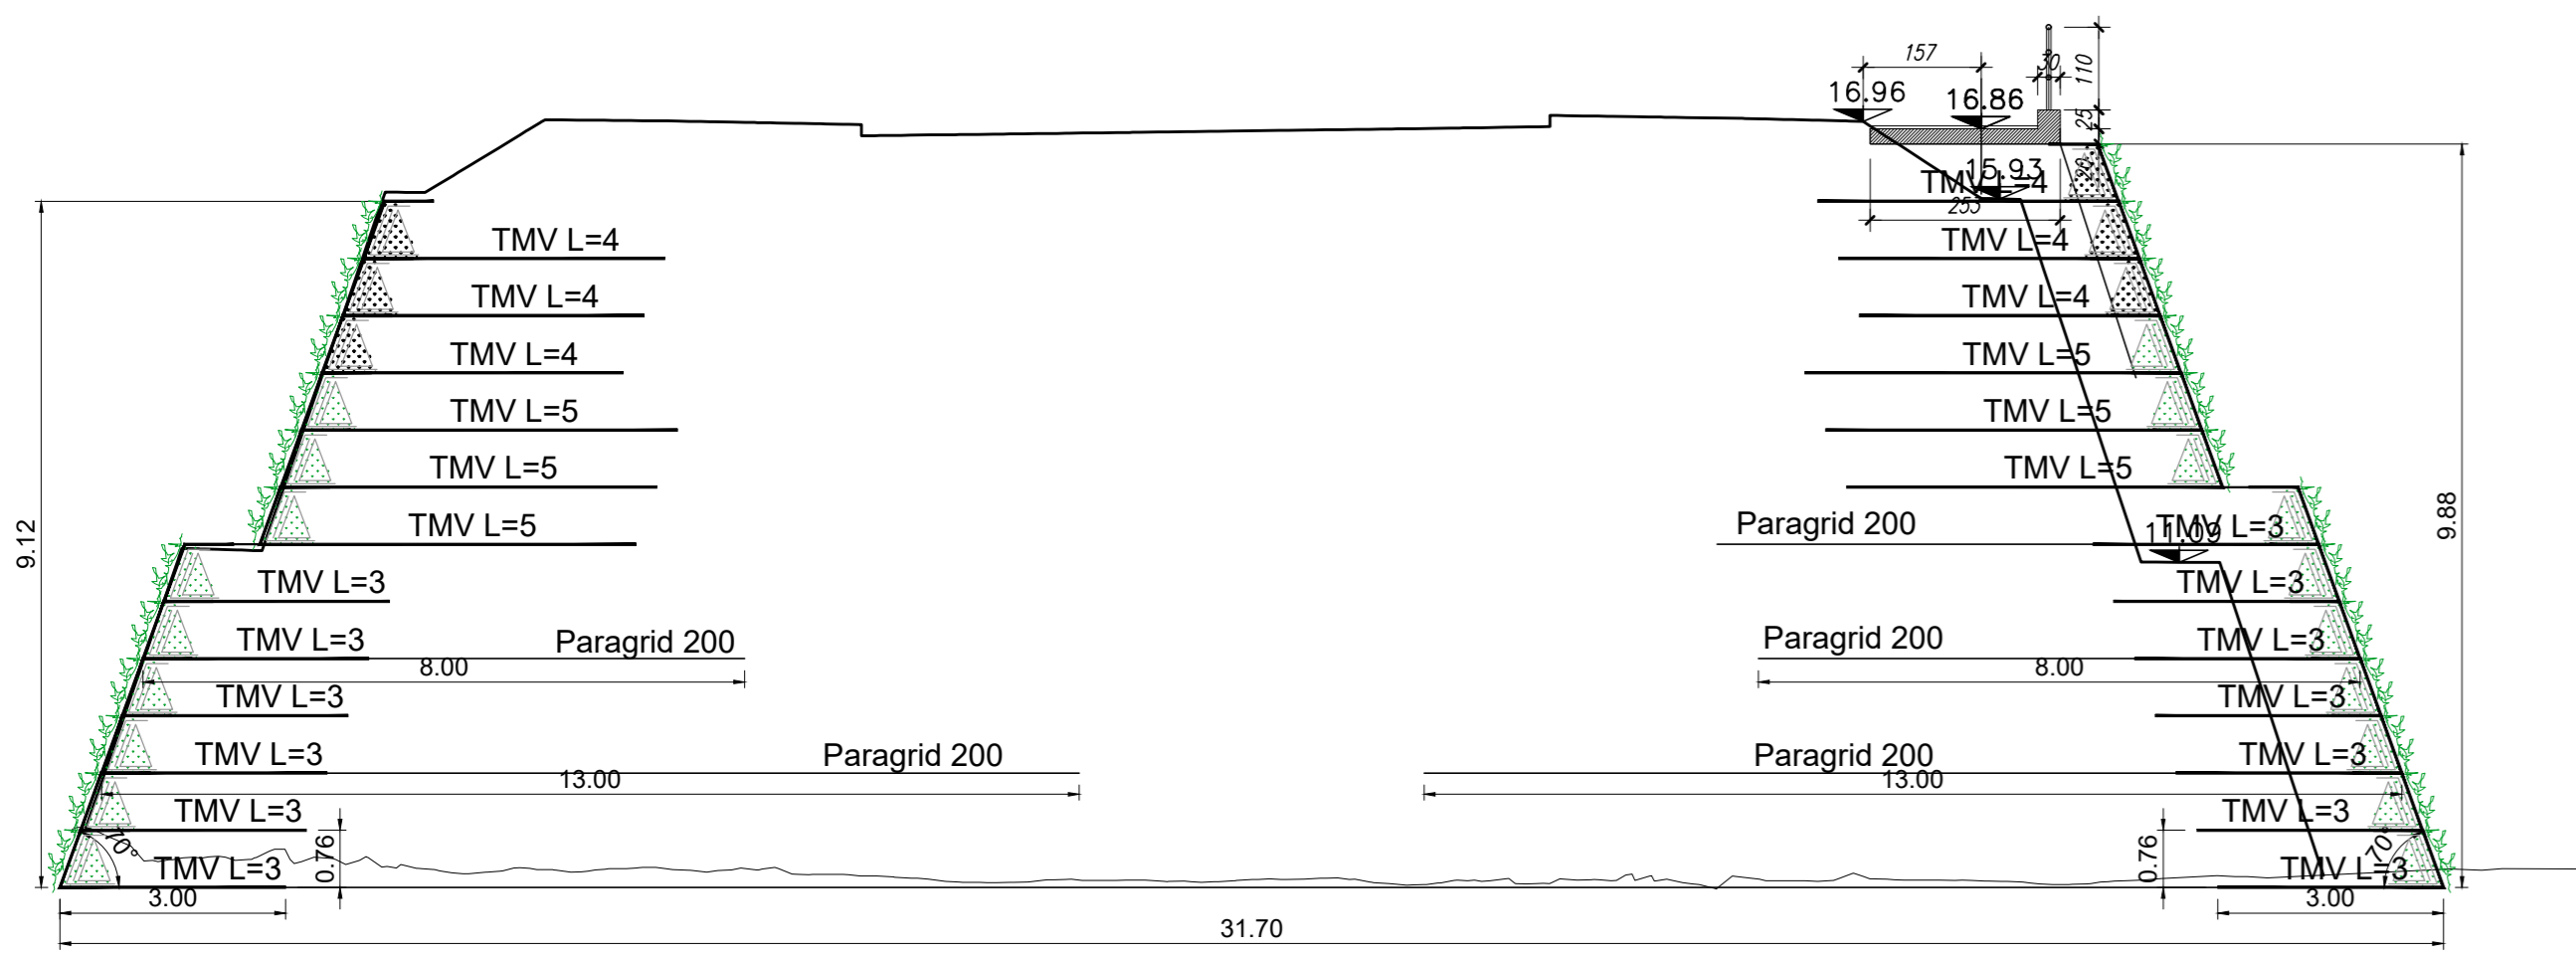 157
30
110
16.96
16.86
25
15.93
20
TMV L=4
253
TMV L=4
TMV L=4
TMV L=4
TMV L=4
TMV L=4
TMV L=5
TMV L=5
TMV L=5
TMV L=5
TMV L=5
TMV L=5
9.12
9.88
Paragrid 200
TMV L=3
11.09
TMV L=3
TMV L=3
TMV L=3
Paragrid 200
Paragrid 200
TMV L=3
8.00
8.00
TMV L=3
TMV L=3
TMV L=3
Paragrid 200
Paragrid 200
TMV L=3
13.00
13.00
TMV L=3
TMV L=3
70°
0.76
0.76
70°
TMV L=3
TMV L=3
3.00
3.00
31.70